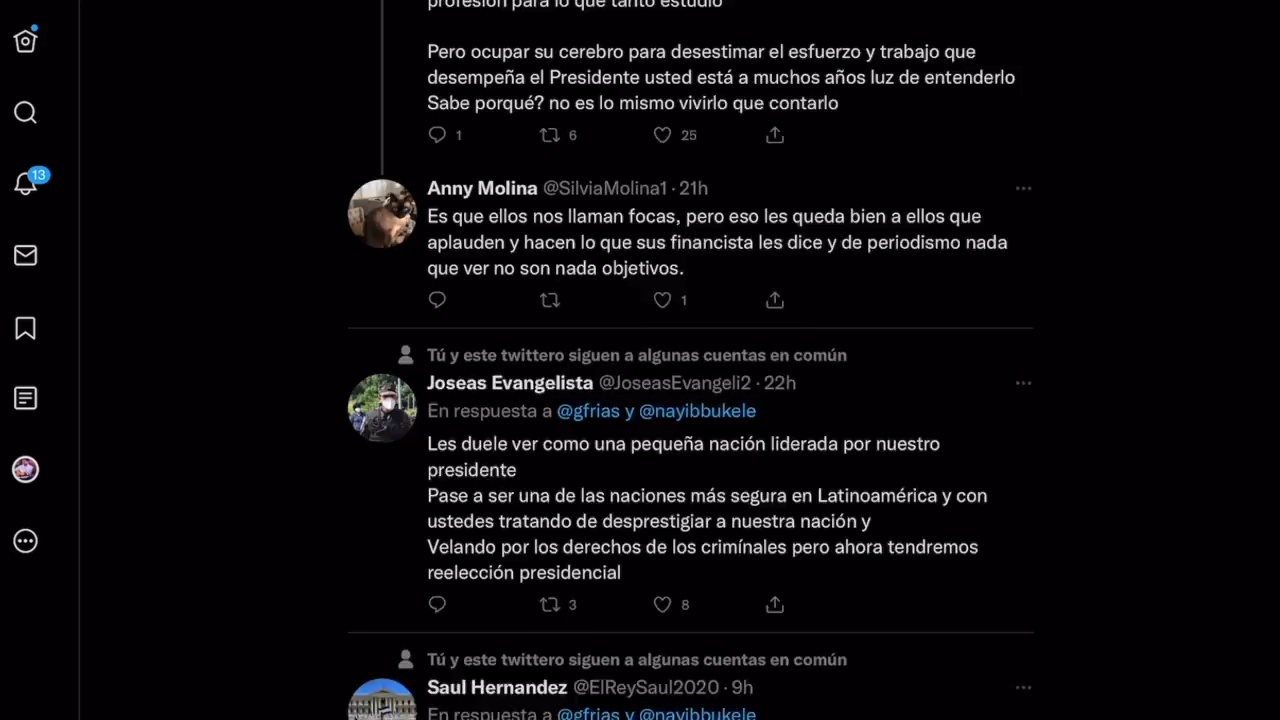 profesión para lo que tanto estudio
Pero ocupar su cerebro para desestimar el esfuerzo y trabajo que
desempeña el Presidente usted está a muchos años luz de entenderlo
Sabe porqué? no es lo mismo vivirlo que contarlo
1 6 25
13
Anny Molina @SilviaMolina1 · 21h
Es que ellos nos llaman focas, pero eso les queda bien a ellos que
aplauden y hacen lo que sus financista les dice y de periodismo nada
que ver no son nada objetivos.
1
Tú y este twittero siguen a algunas cuentas en común
Joseas Evangelista @JoseasEvangeli2 · 22h
En respuesta a @gfrias y @nayibbukele
Les duele ver como una pequeña nación liderada por nuestro
presidente
Pase a ser una de las naciones más segura en Latinoamérica y con
ustedes tratando de desprestigiar a nuestra nación y
Velando por los derechos de los crimínales pero ahora tendremos
reelección presidencial
3 8
Tú y este twittero siguen a algunas cuentas en común
Saul Hernandez @ElReySaul2020 · 9h
En respuesta a @gfrias y @nayibbukele